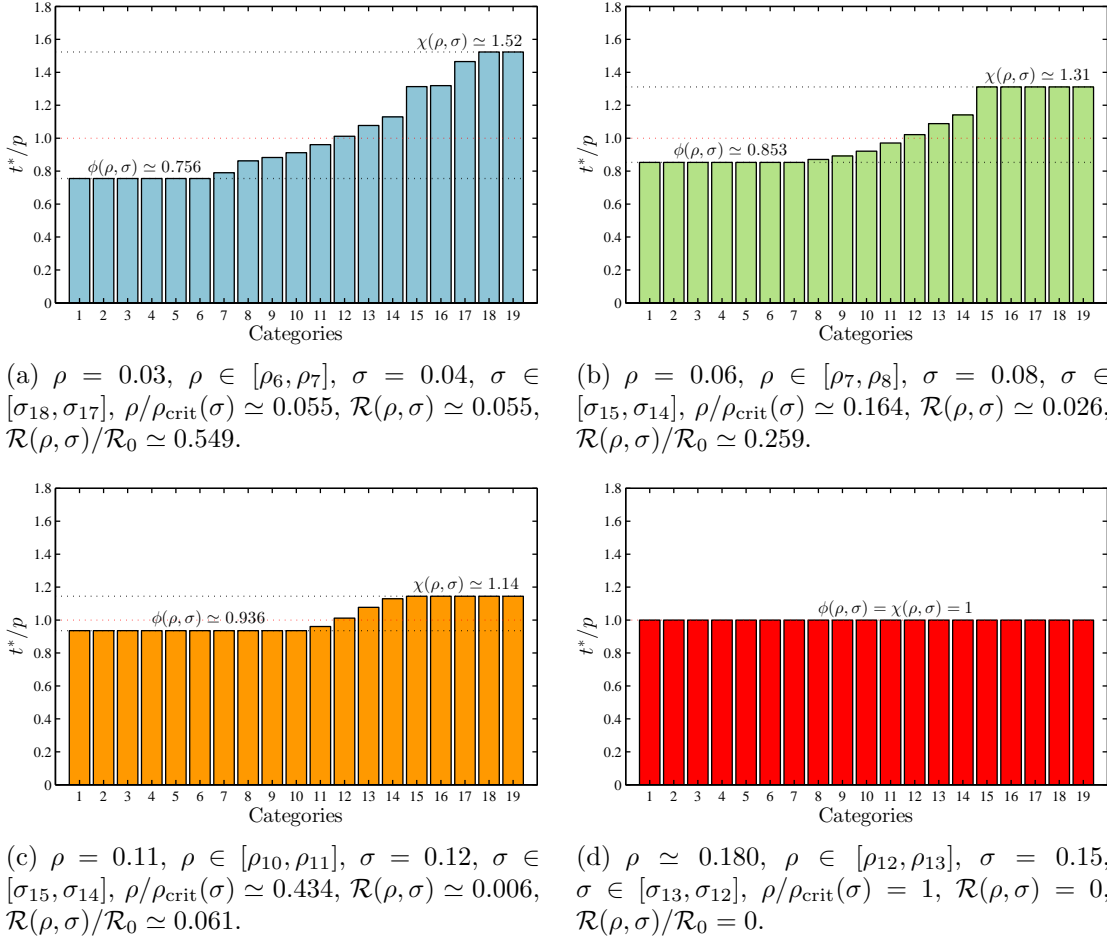 1.8
1.6
1.4
1.2
1.0
0.8
0.6
0.4
0.2
0
t*/p
χ(ρ, σ) ≃ 1.52
φ(ρ, σ) ≃ 0.756
1 2 3 4 5 6 7 8 9 10 11 12 13 14 15 16 17 18 19
Categories
(a) ρ = 0.03, ρ ∈ [ρ₆, ρ₇], σ = 0.04, σ ∈
[σ₁₈, σ₁₇], ρ/ρcrit(σ) ≃ 0.055, R(ρ, σ) ≃ 0.055,
R(ρ, σ)/R₀ ≃ 0.549.
1.8
1.6
1.4
1.2
1.0
0.8
0.6
0.4
0.2
0
t*/p
χ(ρ, σ) ≃ 1.31
φ(ρ, σ) ≃ 0.853
1 2 3 4 5 6 7 8 9 10 11 12 13 14 15 16 17 18 19
Categories
(b) ρ = 0.06, ρ ∈ [ρ₇, ρ₈], σ = 0.08, σ ∈
[σ₁₅, σ₁₄], ρ/ρcrit(σ) ≃ 0.164, R(ρ, σ) ≃ 0.026,
R(ρ, σ)/R₀ ≃ 0.259.
1.8
1.6
1.4
1.2
1.0
0.8
0.6
0.4
0.2
0
t*/p
χ(ρ, σ) ≃ 1.14
φ(ρ, σ) ≃ 0.936
1 2 3 4 5 6 7 8 9 10 11 12 13 14 15 16 17 18 19
Categories
(c) ρ = 0.11, ρ ∈ [ρ₁₀, ρ₁₁], σ = 0.12, σ ∈
[σ₁₅, σ₁₄], ρ/ρcrit(σ) ≃ 0.434, R(ρ, σ) ≃ 0.006,
R(ρ, σ)/R₀ ≃ 0.061.
1.8
1.6
1.4
1.2
1.0
0.8
0.6
0.4
0.2
0
t*/p
φ(ρ, σ) = χ(ρ, σ) = 1
1 2 3 4 5 6 7 8 9 10 11 12 13 14 15 16 17 18 19
Categories
(d) ρ ≃ 0.180, ρ ∈ [ρ₁₂, ρ₁₃], σ = 0.15,
σ ∈ [σ₁₃, σ₁₂], ρ/ρcrit(σ) = 1, R(ρ, σ) = 0,
R(ρ, σ)/R₀ = 0.